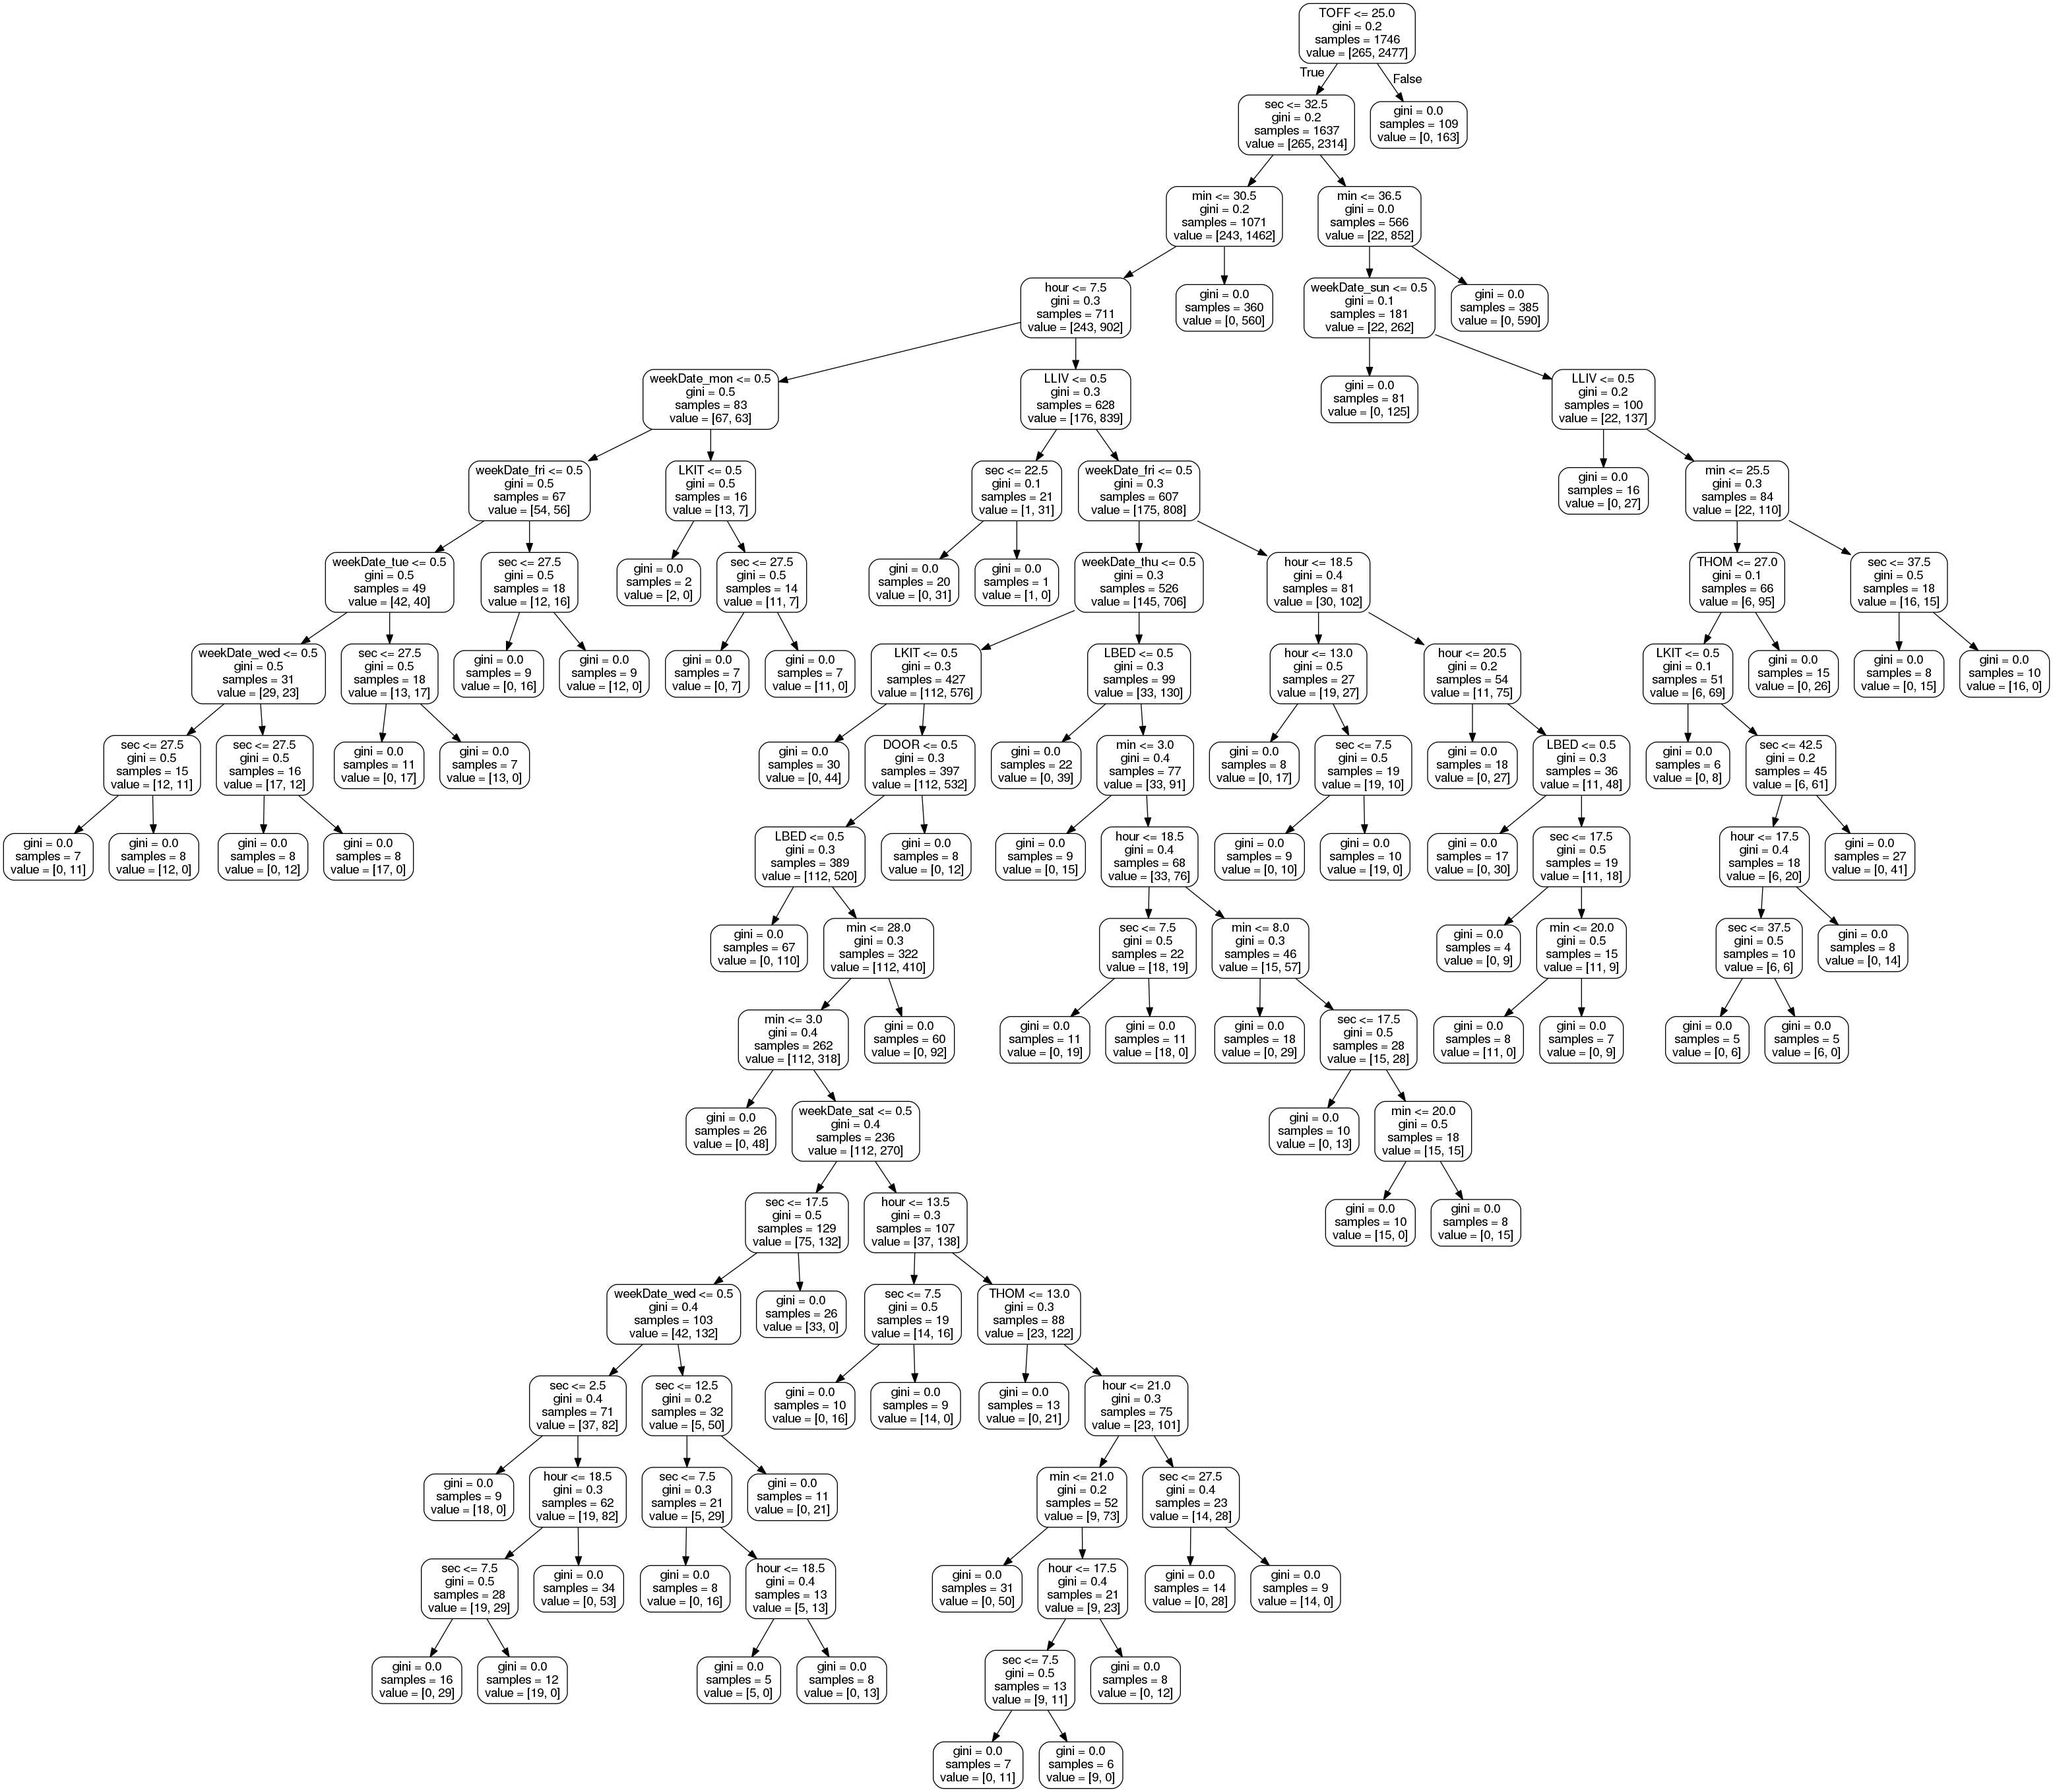 TOFF <= 25.0
gini = 0.2
samples = 1746
value = [265, 2477]
True
False
sec <= 32.5
gini = 0.2
samples = 1637
value = [265, 2314]
gini = 0.0
samples = 109
value = [0, 163]
min <= 30.5
gini = 0.2
samples = 1071
value = [243, 1462]
min <= 36.5
gini = 0.0
samples = 566
value = [22, 852]
hour <= 7.5
gini = 0.3
samples = 711
value = [243, 902]
gini = 0.0
samples = 360
value = [0, 560]
weekDate_sun <= 0.5
gini = 0.1
samples = 181
value = [22, 262]
gini = 0.0
samples = 385
value = [0, 590]
weekDate_mon <= 0.5
gini = 0.5
samples = 83
value = [67, 63]
LLIV <= 0.5
gini = 0.3
samples = 628
value = [176, 839]
gini = 0.0
samples = 81
value = [0, 125]
LLIV <= 0.5
gini = 0.2
samples = 100
value = [22, 137]
weekDate_fri <= 0.5
gini = 0.5
samples = 67
value = [54, 56]
LKIT <= 0.5
gini = 0.5
samples = 16
value = [13, 7]
sec <= 22.5
gini = 0.1
samples = 21
value = [1, 31]
weekDate_fri <= 0.5
gini = 0.3
samples = 607
value = [175, 808]
gini = 0.0
samples = 16
value = [0, 27]
min <= 25.5
gini = 0.3
samples = 84
value = [22, 110]
weekDate_tue <= 0.5
gini = 0.5
samples = 49
value = [42, 40]
sec <= 27.5
gini = 0.5
samples = 18
value = [12, 16]
gini = 0.0
samples = 2
value = [2, 0]
sec <= 27.5
gini = 0.5
samples = 14
value = [11, 7]
gini = 0.0
samples = 20
value = [0, 31]
gini = 0.0
samples = 1
value = [1, 0]
weekDate_thu <= 0.5
gini = 0.3
samples = 526
value = [145, 706]
hour <= 18.5
gini = 0.4
samples = 81
value = [30, 102]
THOM <= 27.0
gini = 0.1
samples = 66
value = [6, 95]
sec <= 37.5
gini = 0.5
samples = 18
value = [16, 15]
weekDate_wed <= 0.5
gini = 0.5
samples = 31
value = [29, 23]
sec <= 27.5
gini = 0.5
samples = 18
value = [13, 17]
gini = 0.0
samples = 9
value = [0, 16]
gini = 0.0
samples = 9
value = [12, 0]
gini = 0.0
samples = 7
value = [0, 7]
gini = 0.0
samples = 7
value = [11, 0]
LKIT <= 0.5
gini = 0.3
samples = 427
value = [112, 576]
LBED <= 0.5
gini = 0.3
samples = 99
value = [33, 130]
hour <= 13.0
gini = 0.5
samples = 27
value = [19, 27]
hour <= 20.5
gini = 0.2
samples = 54
value = [11, 75]
LKIT <= 0.5
gini = 0.1
samples = 51
value = [6, 69]
gini = 0.0
samples = 15
value = [0, 26]
gini = 0.0
samples = 8
value = [0, 15]
gini = 0.0
samples = 10
value = [16, 0]
sec <= 27.5
gini = 0.5
samples = 15
value = [12, 11]
sec <= 27.5
gini = 0.5
samples = 16
value = [17, 12]
gini = 0.0
samples = 11
value = [0, 17]
gini = 0.0
samples = 7
value = [13, 0]
gini = 0.0
samples = 30
value = [0, 44]
DOOR <= 0.5
gini = 0.3
samples = 397
value = [112, 532]
gini = 0.0
samples = 22
value = [0, 39]
min <= 3.0
gini = 0.4
samples = 77
value = [33, 91]
gini = 0.0
samples = 8
value = [0, 17]
sec <= 7.5
gini = 0.5
samples = 19
value = [19, 10]
gini = 0.0
samples = 18
value = [0, 27]
LBED <= 0.5
gini = 0.3
samples = 36
value = [11, 48]
gini = 0.0
samples = 6
value = [0, 8]
sec <= 42.5
gini = 0.2
samples = 45
value = [6, 61]
gini = 0.0
samples = 7
value = [0, 11]
gini = 0.0
samples = 8
value = [12, 0]
gini = 0.0
samples = 8
value = [0, 12]
gini = 0.0
samples = 8
value = [17, 0]
LBED <= 0.5
gini = 0.3
samples = 389
value = [112, 520]
gini = 0.0
samples = 8
value = [0, 12]
gini = 0.0
samples = 9
value = [0, 15]
hour <= 18.5
gini = 0.4
samples = 68
value = [33, 76]
gini = 0.0
samples = 9
value = [0, 10]
gini = 0.0
samples = 10
value = [19, 0]
gini = 0.0
samples = 17
value = [0, 30]
sec <= 17.5
gini = 0.5
samples = 19
value = [11, 18]
hour <= 17.5
gini = 0.4
samples = 18
value = [6, 20]
gini = 0.0
samples = 27
value = [0, 41]
gini = 0.0
samples = 67
value = [0, 110]
min <= 28.0
gini = 0.3
samples = 322
value = [112, 410]
sec <= 7.5
gini = 0.5
samples = 22
value = [18, 19]
min <= 8.0
gini = 0.3
samples = 46
value = [15, 57]
gini = 0.0
samples = 4
value = [0, 9]
min <= 20.0
gini = 0.5
samples = 15
value = [11, 9]
sec <= 37.5
gini = 0.5
samples = 10
value = [6, 6]
gini = 0.0
samples = 8
value = [0, 14]
min <= 3.0
gini = 0.4
samples = 262
value = [112, 318]
gini = 0.0
samples = 60
value = [0, 92]
gini = 0.0
samples = 11
value = [0, 19]
gini = 0.0
samples = 11
value = [18, 0]
gini = 0.0
samples = 18
value = [0, 29]
sec <= 17.5
gini = 0.5
samples = 28
value = [15, 28]
gini = 0.0
samples = 8
value = [11, 0]
gini = 0.0
samples = 7
value = [0, 9]
gini = 0.0
samples = 5
value = [0, 6]
gini = 0.0
samples = 5
value = [6, 0]
gini = 0.0
samples = 26
value = [0, 48]
weekDate_sat <= 0.5
gini = 0.4
samples = 236
value = [112, 270]
gini = 0.0
samples = 10
value = [0, 13]
min <= 20.0
gini = 0.5
samples = 18
value = [15, 15]
sec <= 17.5
gini = 0.5
samples = 129
value = [75, 132]
hour <= 13.5
gini = 0.3
samples = 107
value = [37, 138]
gini = 0.0
samples = 10
value = [15, 0]
gini = 0.0
samples = 8
value = [0, 15]
weekDate_wed <= 0.5
gini = 0.4
samples = 103
value = [42, 132]
gini = 0.0
samples = 26
value = [33, 0]
sec <= 7.5
gini = 0.5
samples = 19
value = [14, 16]
THOM <= 13.0
gini = 0.3
samples = 88
value = [23, 122]
sec <= 2.5
gini = 0.4
samples = 71
value = [37, 82]
sec <= 12.5
gini = 0.2
samples = 32
value = [5, 50]
gini = 0.0
samples = 10
value = [0, 16]
gini = 0.0
samples = 9
value = [14, 0]
gini = 0.0
samples = 13
value = [0, 21]
hour <= 21.0
gini = 0.3
samples = 75
value = [23, 101]
gini = 0.0
samples = 9
value = [18, 0]
hour <= 18.5
gini = 0.3
samples = 62
value = [19, 82]
sec <= 7.5
gini = 0.3
samples = 21
value = [5, 29]
gini = 0.0
samples = 11
value = [0, 21]
min <= 21.0
gini = 0.2
samples = 52
value = [9, 73]
sec <= 27.5
gini = 0.4
samples = 23
value = [14, 28]
sec <= 7.5
gini = 0.5
samples = 28
value = [19, 29]
gini = 0.0
samples = 34
value = [0, 53]
gini = 0.0
samples = 8
value = [0, 16]
hour <= 18.5
gini = 0.4
samples = 13
value = [5, 13]
gini = 0.0
samples = 31
value = [0, 50]
hour <= 17.5
gini = 0.4
samples = 21
value = [9, 23]
gini = 0.0
samples = 14
value = [0, 28]
gini = 0.0
samples = 9
value = [14, 0]
gini = 0.0
samples = 16
value = [0, 29]
gini = 0.0
samples = 12
value = [19, 0]
gini = 0.0
samples = 5
value = [5, 0]
gini = 0.0
samples = 8
value = [0, 13]
sec <= 7.5
gini = 0.5
samples = 13
value = [9, 11]
gini = 0.0
samples = 8
value = [0, 12]
gini = 0.0
samples = 7
value = [0, 11]
gini = 0.0
samples = 6
value = [9, 0]